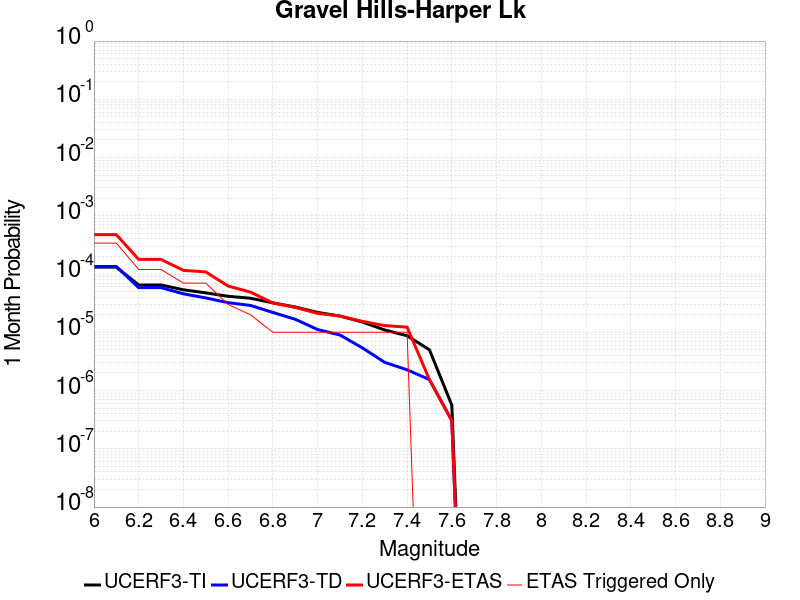 Gravel Hills-Harper Lk
10^0
10^-1
10^-2
10^-3
10^-4
10^-5
10^-6
10^-7
10^-8
1 Month Probability
6 6.2 6.4 6.6 6.8 7 7.2 7.4 7.6 7.8 8 8.2 8.4 8.6 8.8 9
Magnitude
UCERF3-TI UCERF3-TD UCERF3-ETAS ETAS Triggered Only